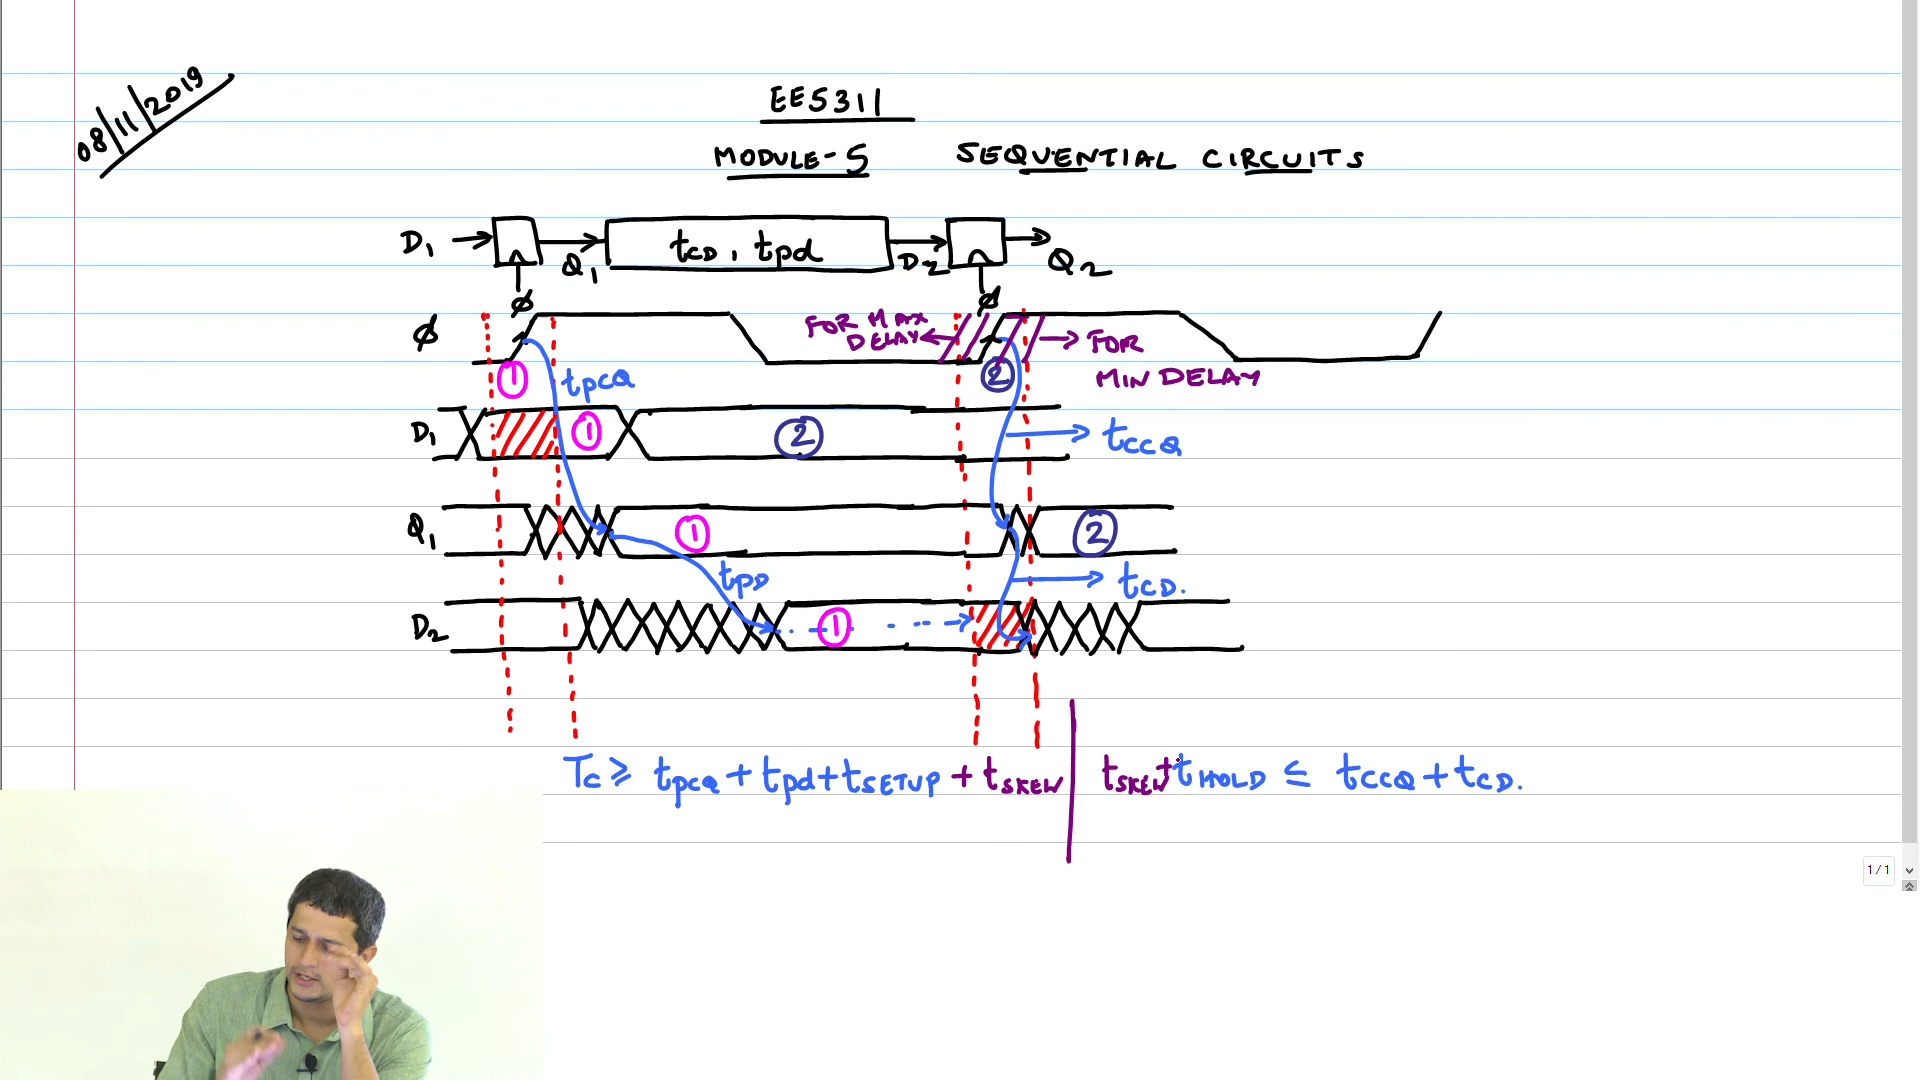 08/11/2019
EE5311
MODULE-5 SEQUENTIAL CIRCUITS
D1 Q1 tCD, tpd D2 Q2
ϕ ϕ
ϕ FOR MAX DELAY FOR MIN DELAY
1 tpCQ 2
D1 1 2 tCCQ
Q1 1 2
tPD tCD.
D2 1
TC ≥ tpCQ + tpd + tSETUP + tSKEW | tSKEW + tHOLD ≤ tCCQ + tCD.
1/1